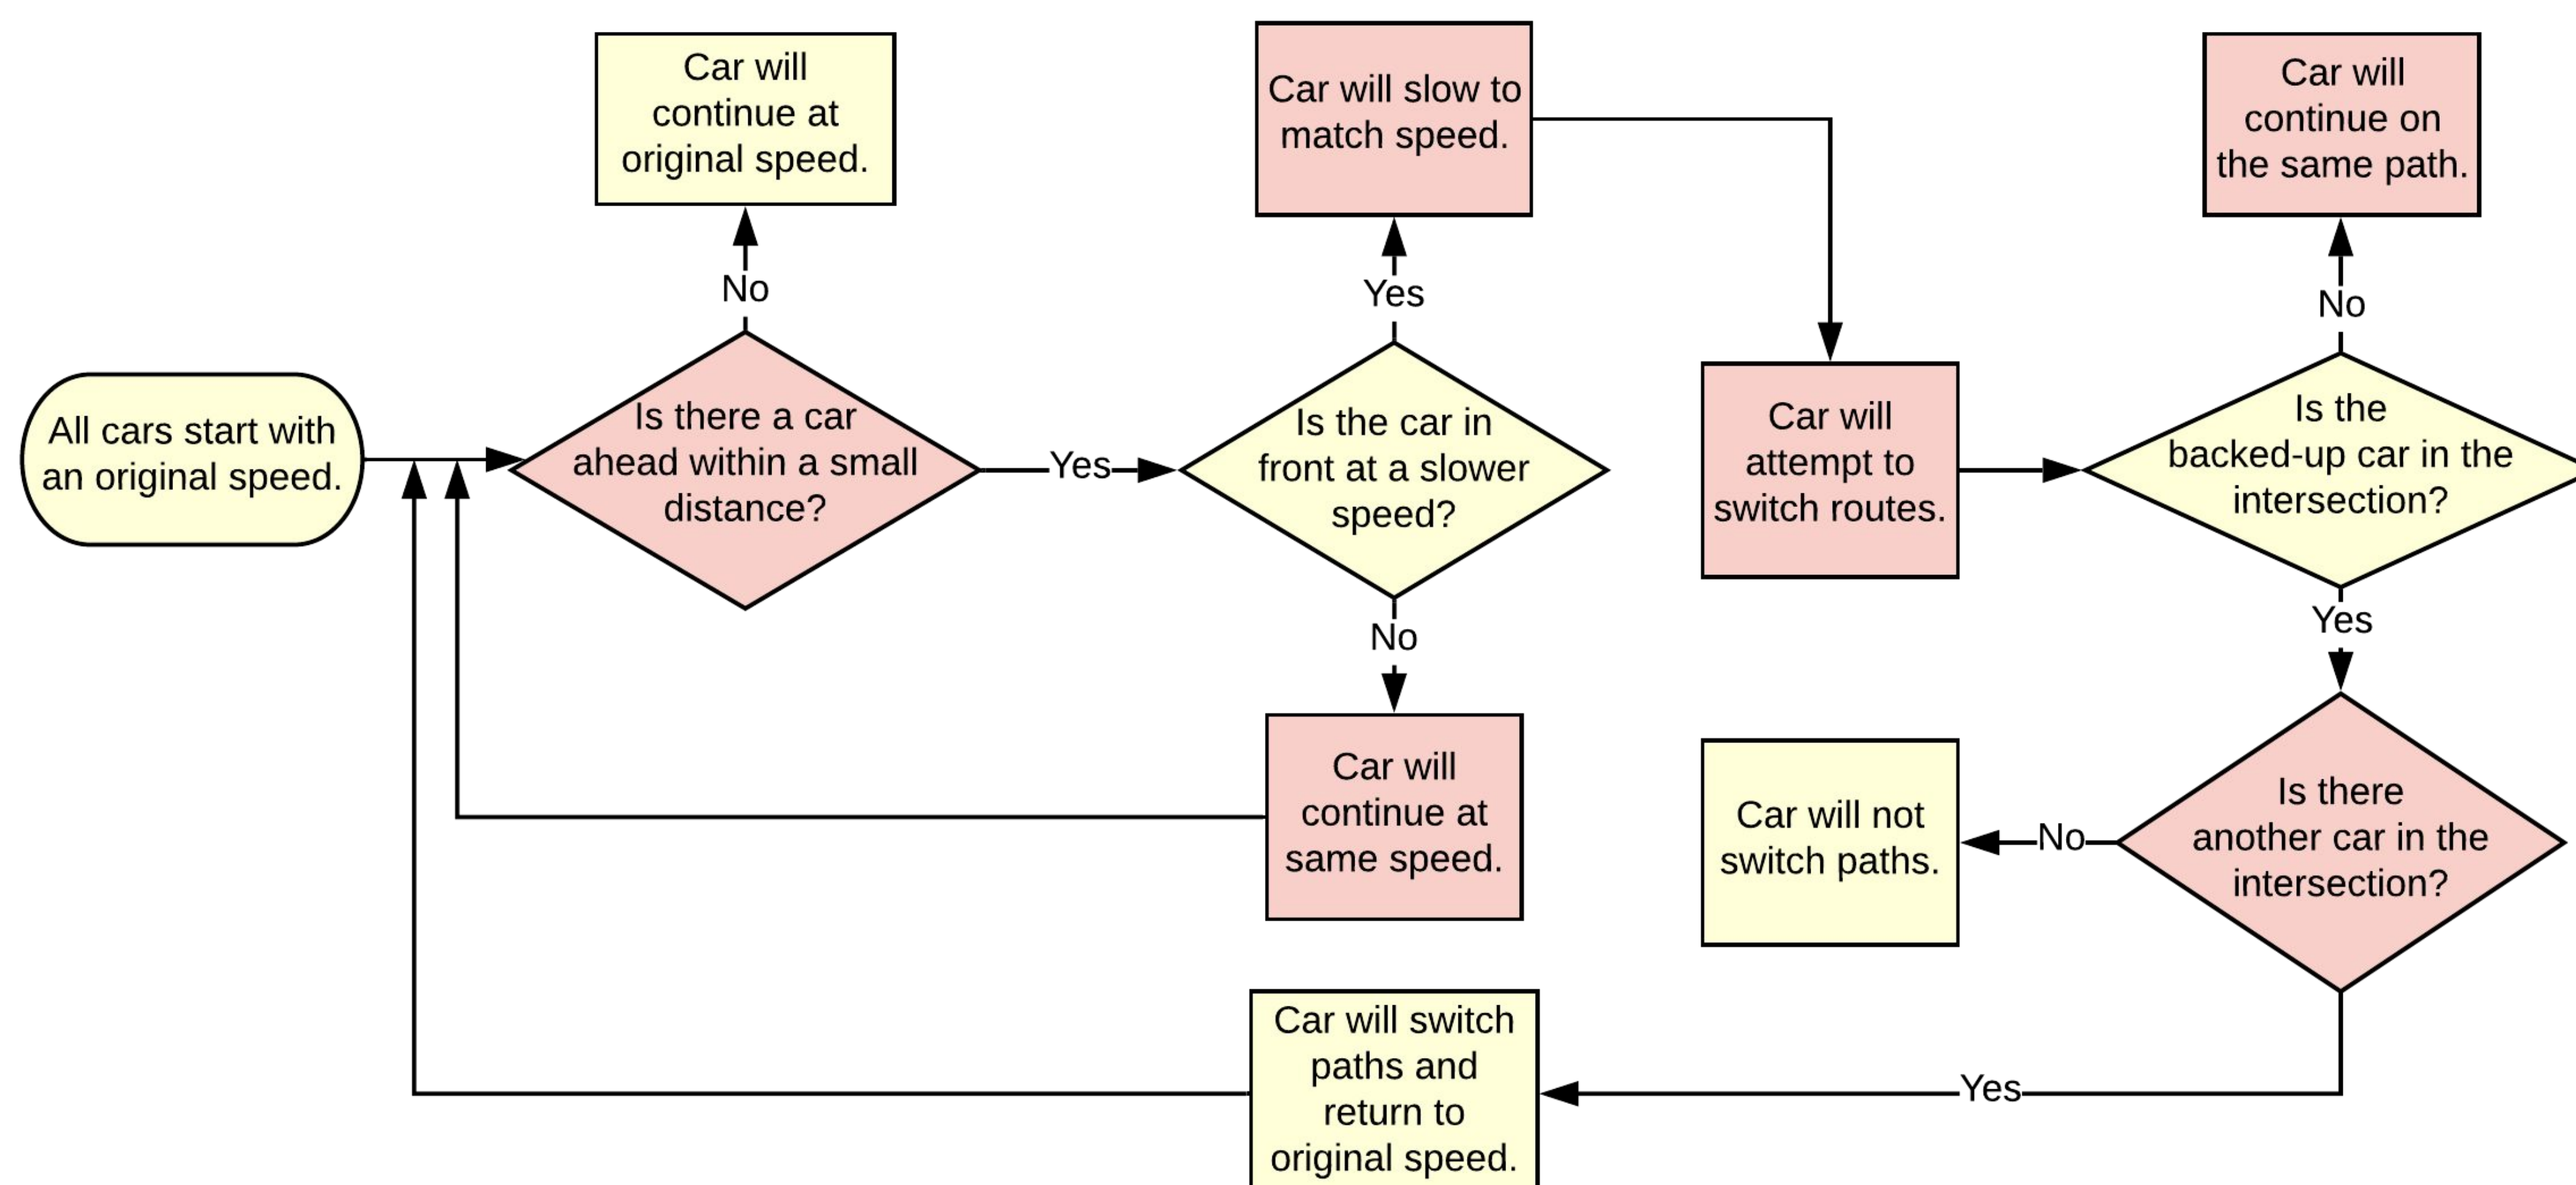 All cars start with
an original speed.
Is there a car
ahead within a small
distance?
No
Car will
continue at
original speed.
Yes
Is the car in
front at a slower
speed?
Yes
Car will slow to
match speed.
No
Car will
continue at
same speed.
Car will
attempt to
switch routes.
Is the
backed-up car in the
intersection?
No
Car will
continue on
the same path.
Yes
Is there
another car in the
intersection?
No
Car will not
switch paths.
Yes
Car will switch
paths and
return to
original speed.